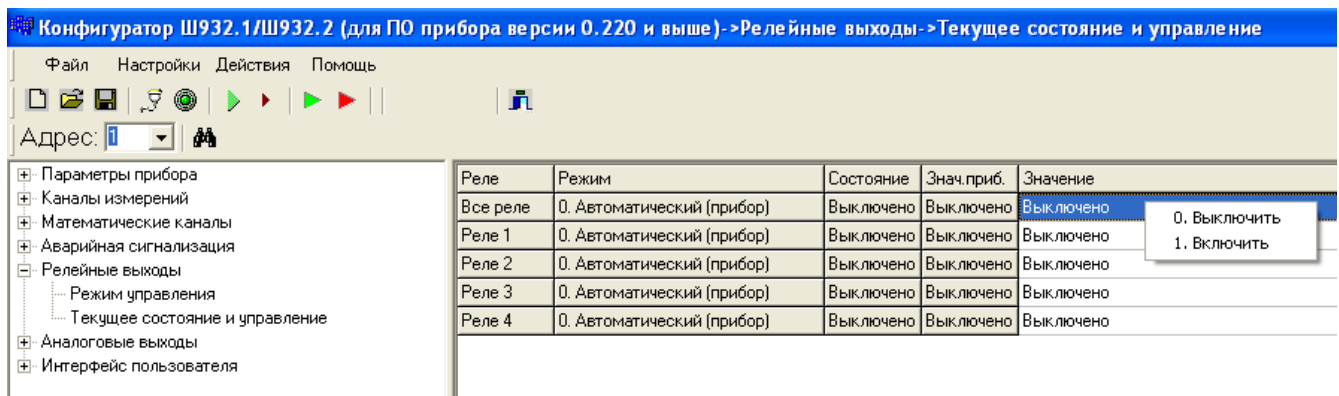 Конфигуратор Ш932.1/Ш932.2 (для ПО прибора версии 0.220 и выше)->Релейные выходы->Текущее состояние и управление
Файл Настройки Действия Помощь
Адрес: 1
Параметры прибора
Каналы измерений
Математические каналы
Аварийная сигнализация
Релейные выходы
Режим управления
Текущее состояние и управление
Аналоговые выходы
Интерфейс пользователя
Реле Режим Состояние Знач.приб. Значение
Все реле 0. Автоматический (прибор) Выключено Выключено Выключено
Реле 1 0. Автоматический (прибор) Выключено Выключено Выключено
Реле 2 0. Автоматический (прибор) Выключено Выключено Выключено
Реле 3 0. Автоматический (прибор) Выключено Выключено Выключено
Реле 4 0. Автоматический (прибор) Выключено Выключено Выключено
0. Выключить
1. Включить